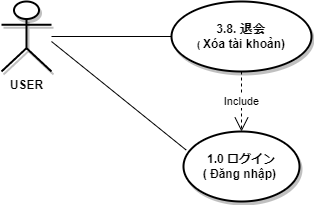 3.8. 退会
( Xóa tài khoản)
USER
Include
1.0 ログイン
( Đăng nhập)